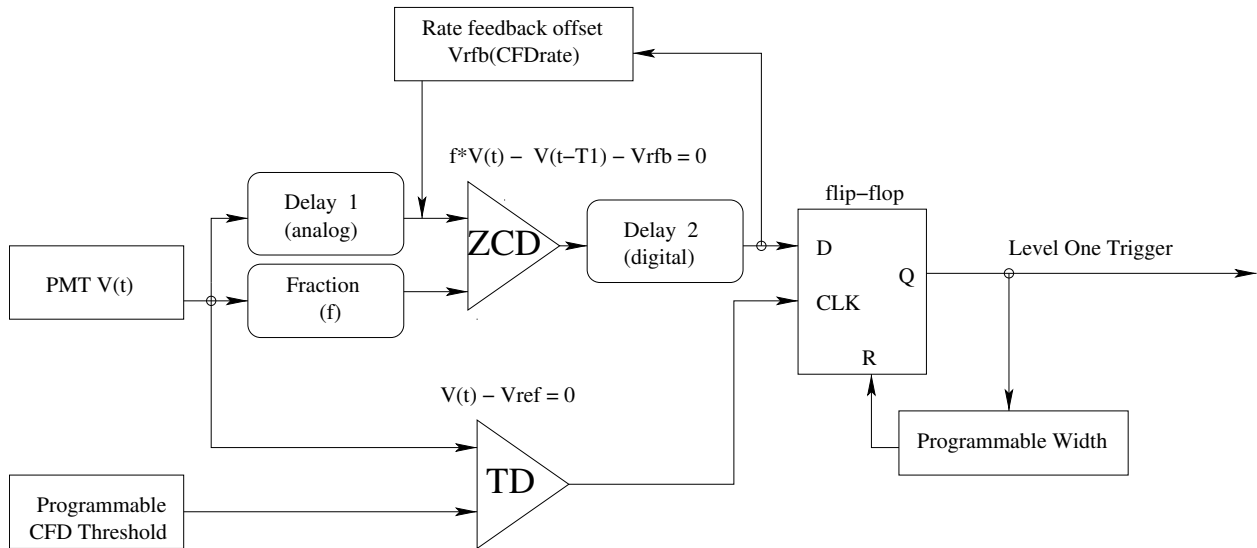 Rate feedback offset
Vrfb(CFDrate)
f*V(t) − V(t−T1) − Vrfb = 0
flip−flop
Delay 1
(analog)
ZCD
Delay 2
(digital)
D
Q
CLK
R
Level One Trigger
PMT V(t)
Fraction
(f)
V(t) − Vref = 0
Programmable Width
TD
Programmable
CFD Threshold